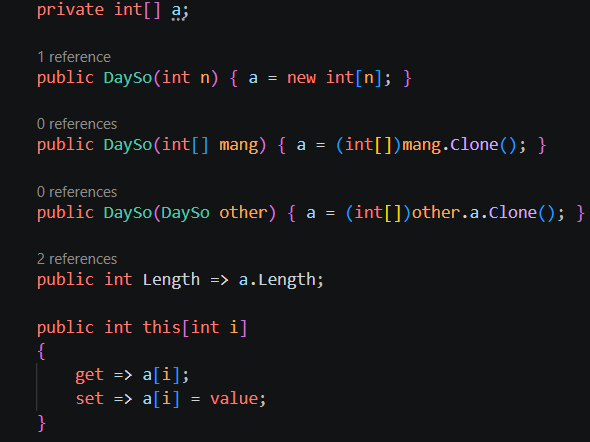 private int[] a;
1 reference
public DaySo(int n) { a = new int[n]; }
0 references
public DaySo(int[] mang) { a = (int[])mang.Clone(); }
0 references
public DaySo(DaySo other) { a = (int[])other.a.Clone(); }
2 references
public int Length => a.Length;
public int this[int i]
{
get => a[i];
set => a[i] = value;
}